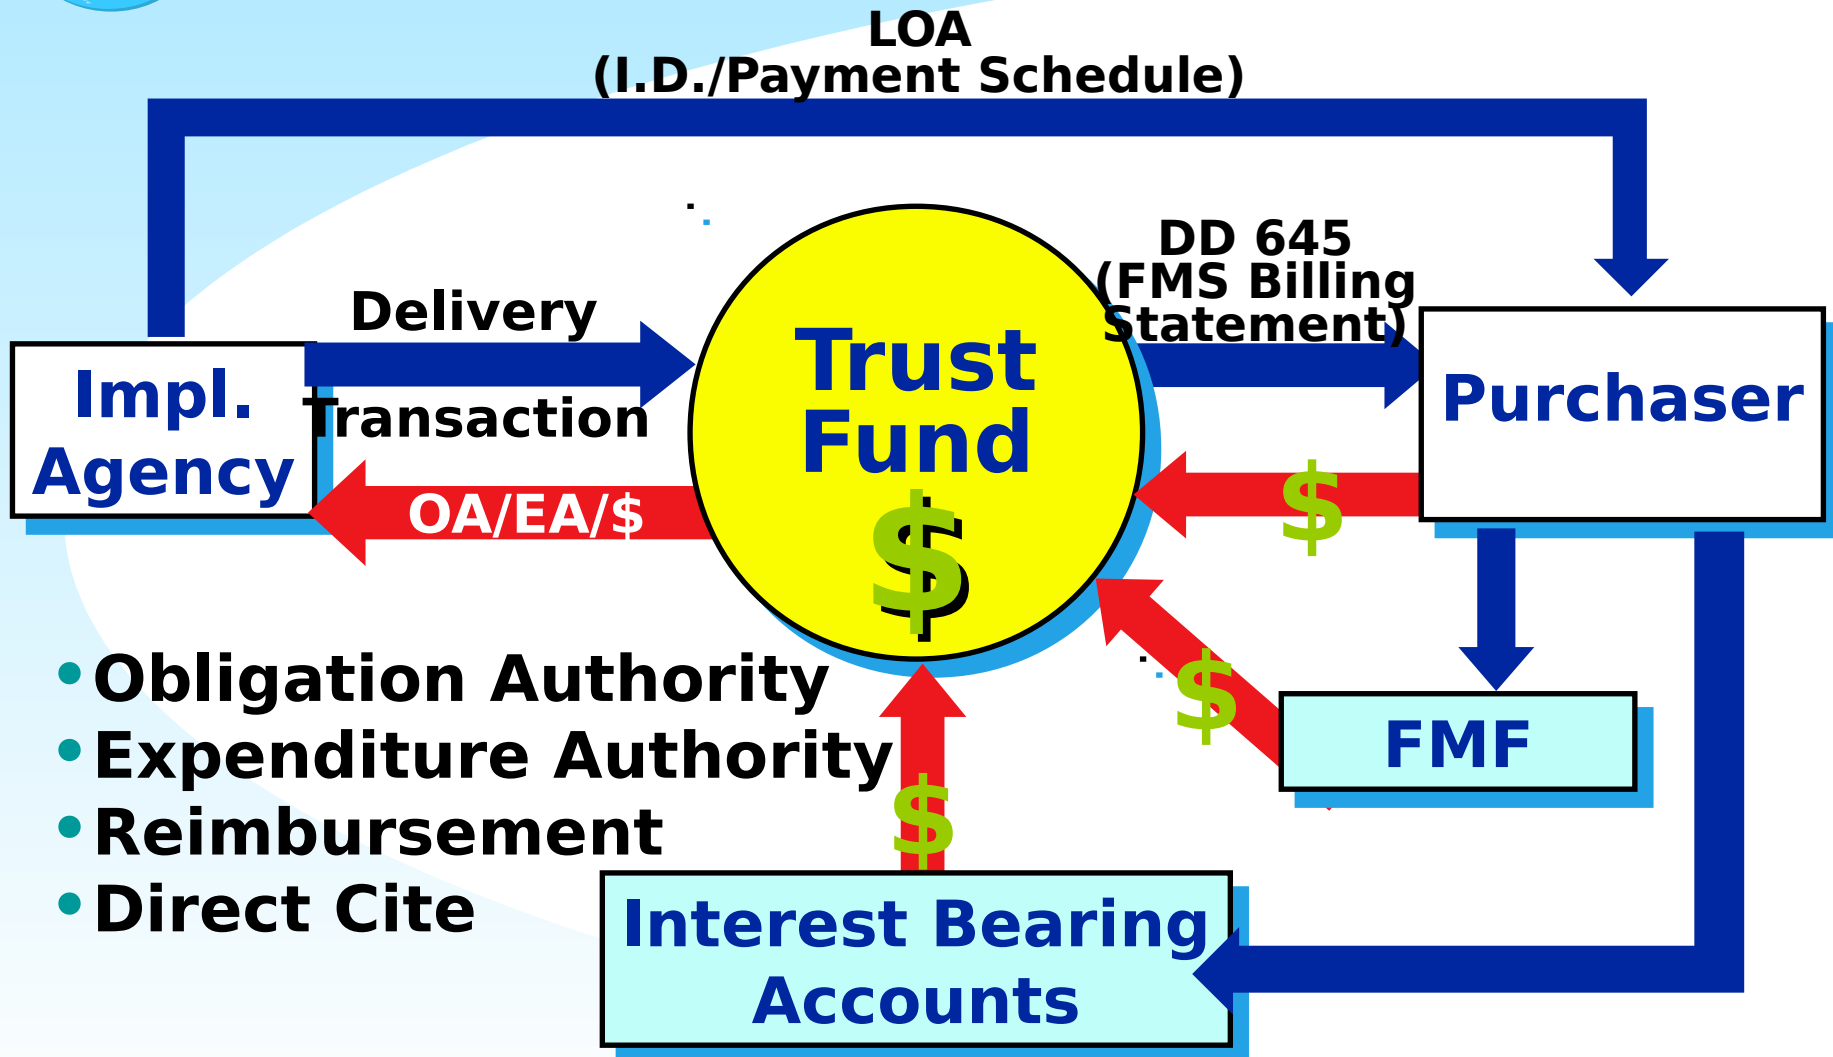 LOA
(I.D./Payment Schedule)
DD 645
(FMS Billing
Statement)
Delivery
Transaction
Impl.
Agency
Trust
Fund
$
Purchaser
OA/EA/$
$
$
FMF
•Obligation Authority
•Expenditure Authority
•Reimbursement
•Direct Cite
$
Interest Bearing
Accounts